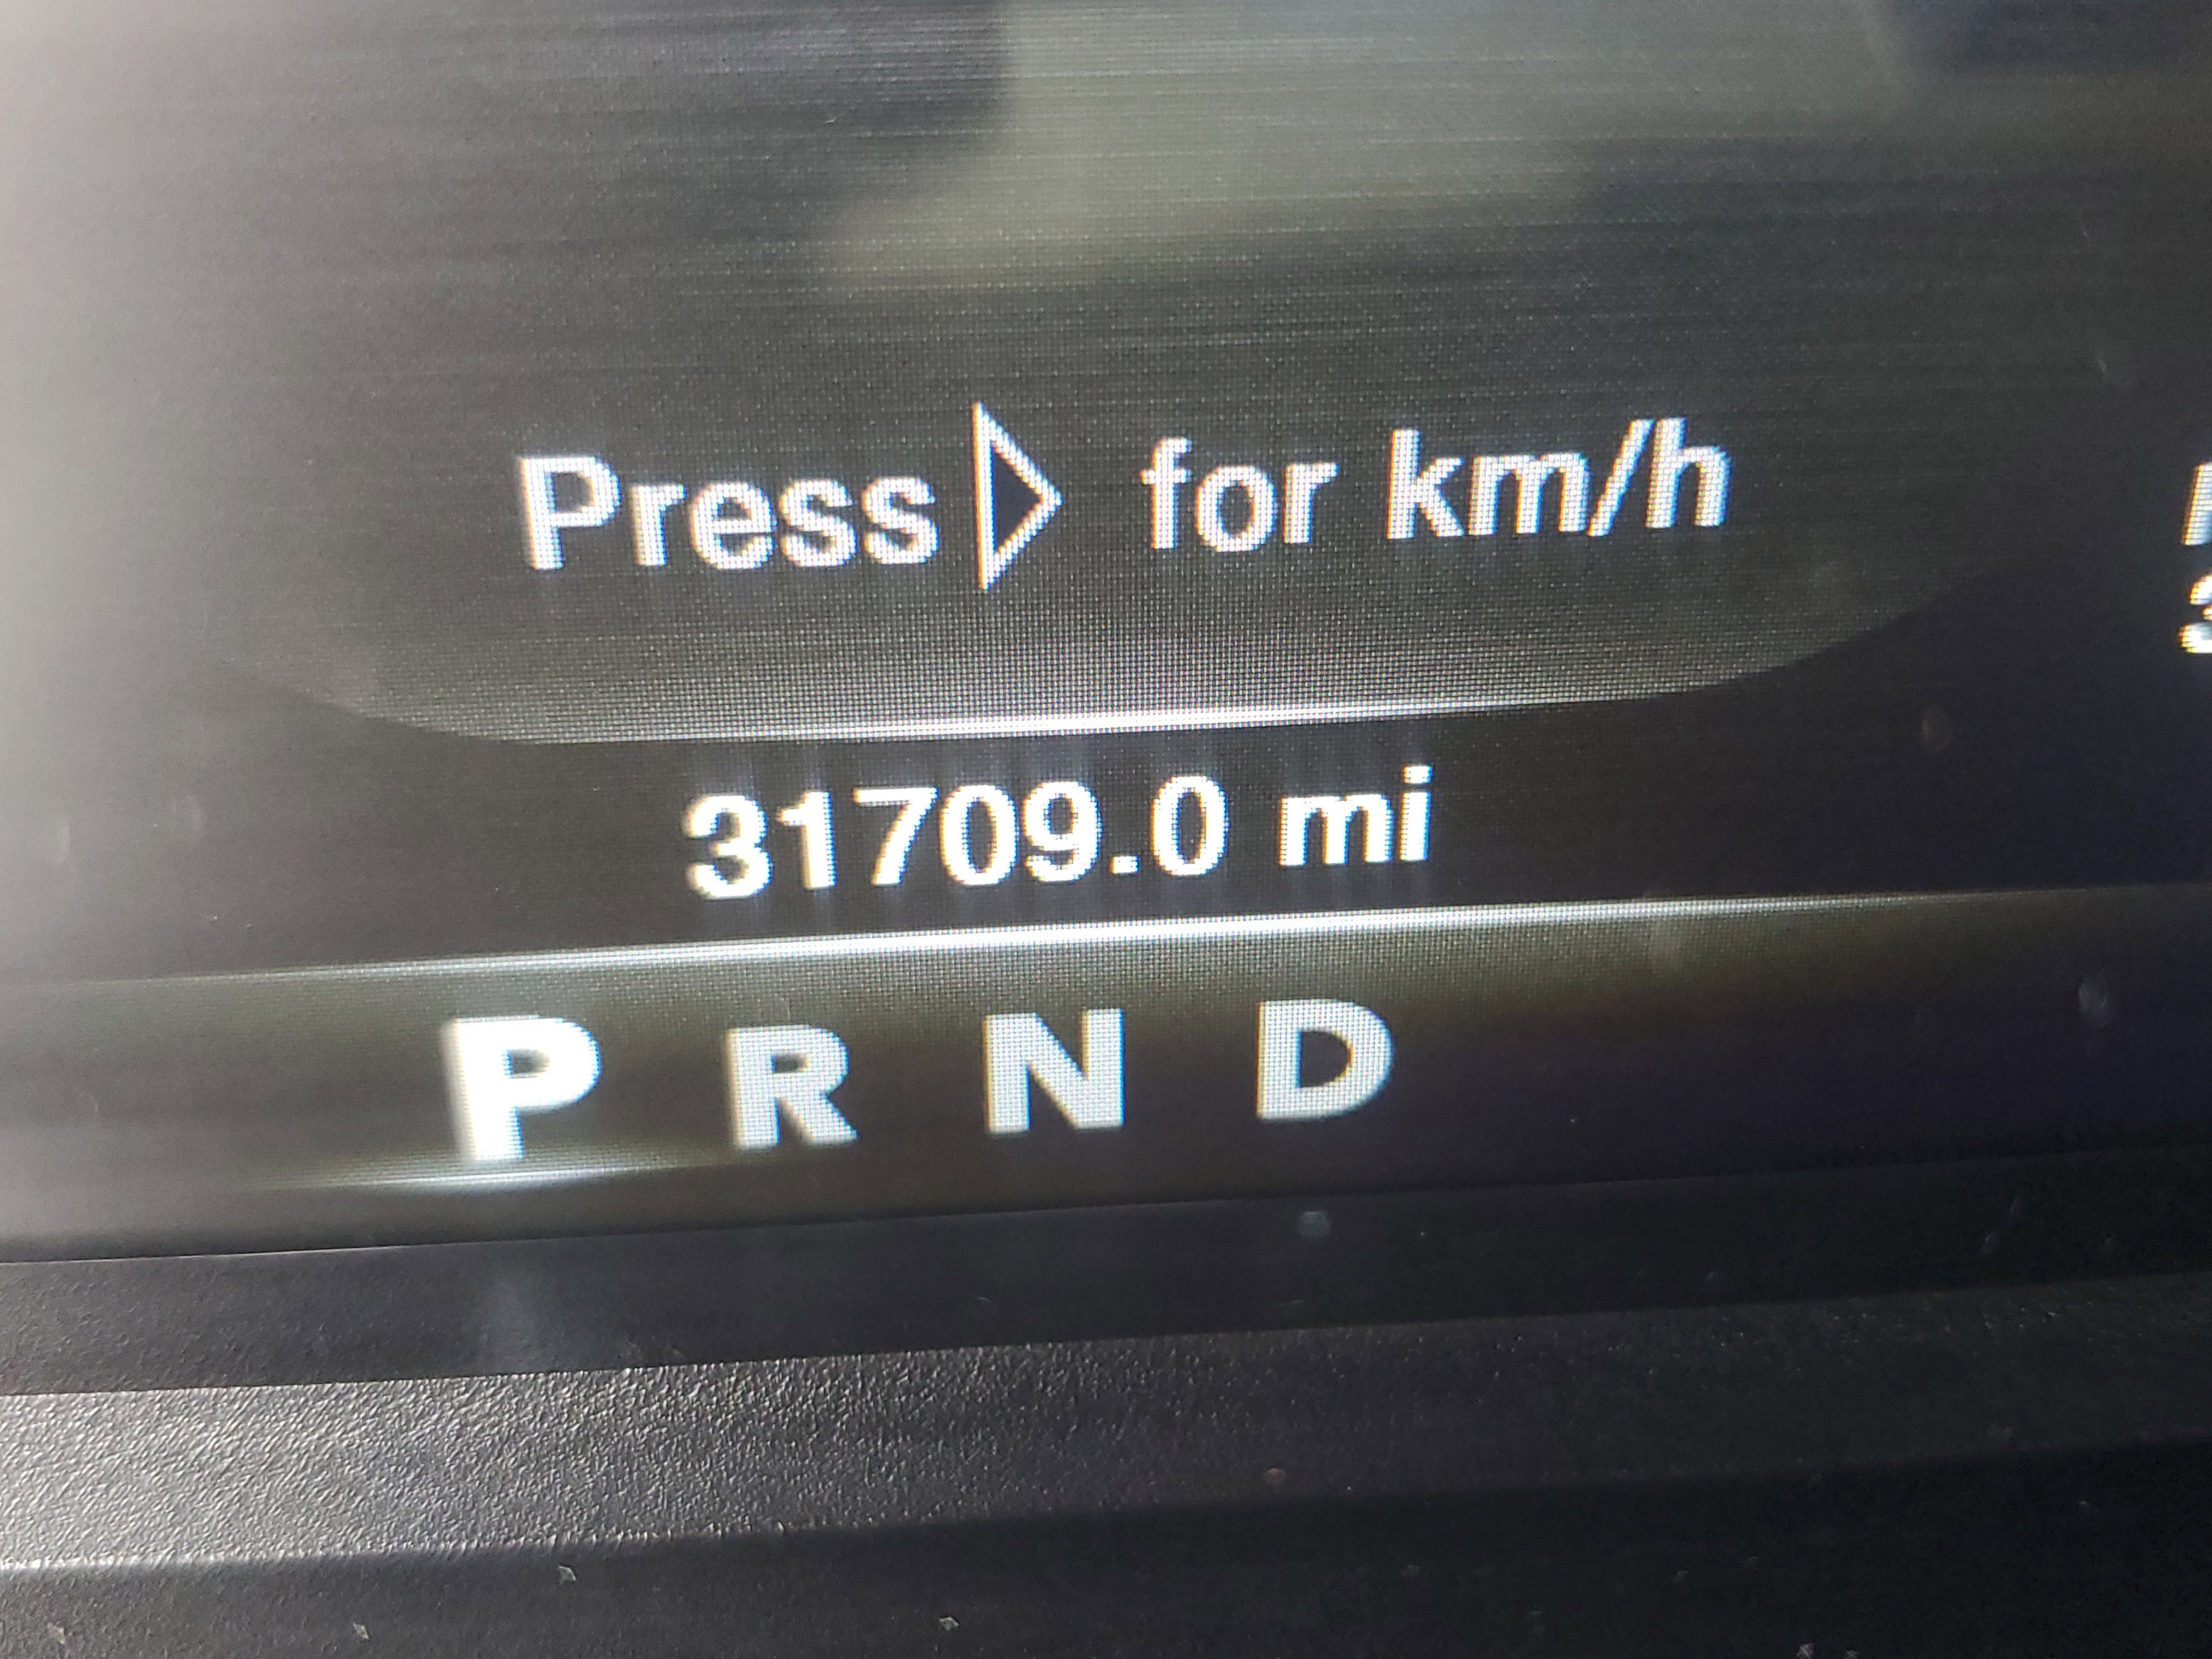 Press ▷ for km/h
31709.0 mi
P R N D